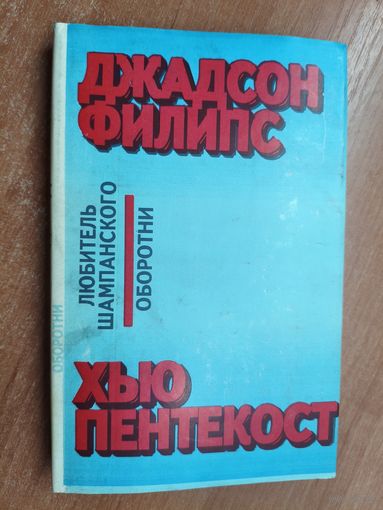 ДЖАДСОН
ФИЛИПС
ЛЮБИТЕЛЬ
ШАМПАНСКОГО
ОБОРОТНИ
ХЬЮ
ПЕНТЕКОСТ
ОБОРОТНИ